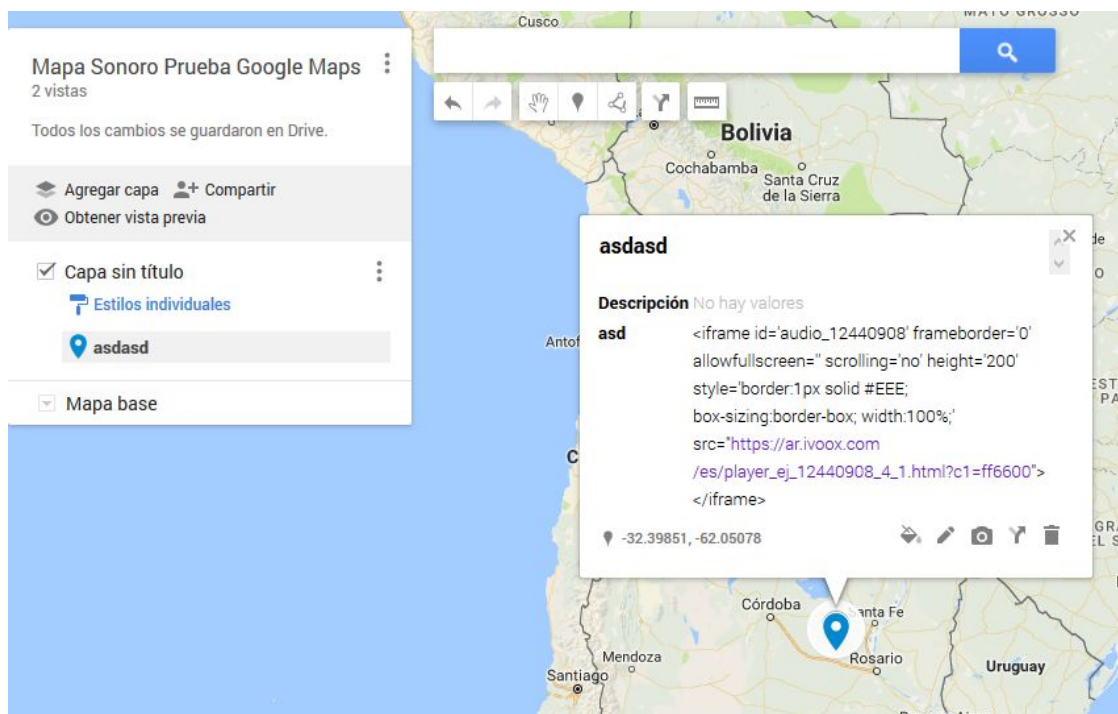 Cusco
MATO GROSSO
Mapa Sonoro Prueba Google Maps
2 vistas
Todos los cambios se guardaron en Drive.
Agregar capa
Compartir
Obtener vista previa
Capa sin título
Estilos individuales
asdasd
Mapa base
Bolivia
Cochabamba
Santa Cruz
de la Sierra
asdasd
de
Descripción No hay valores
asd
<iframe id='audio_12440908' frameborder='0'
allowfullscreen='' scrolling='no' height='200'
style='border:1px solid #EEE;
box-sizing:border-box; width:100%;'
src="https://ar.ivoox.com
/es/player_ej_12440908_4_1.html?c1=ff6600">
</iframe>
-32.39851, -62.05078
Antof
Córdoba
anta Fe
Mendoza
Rosario
Santiago
Uruguay